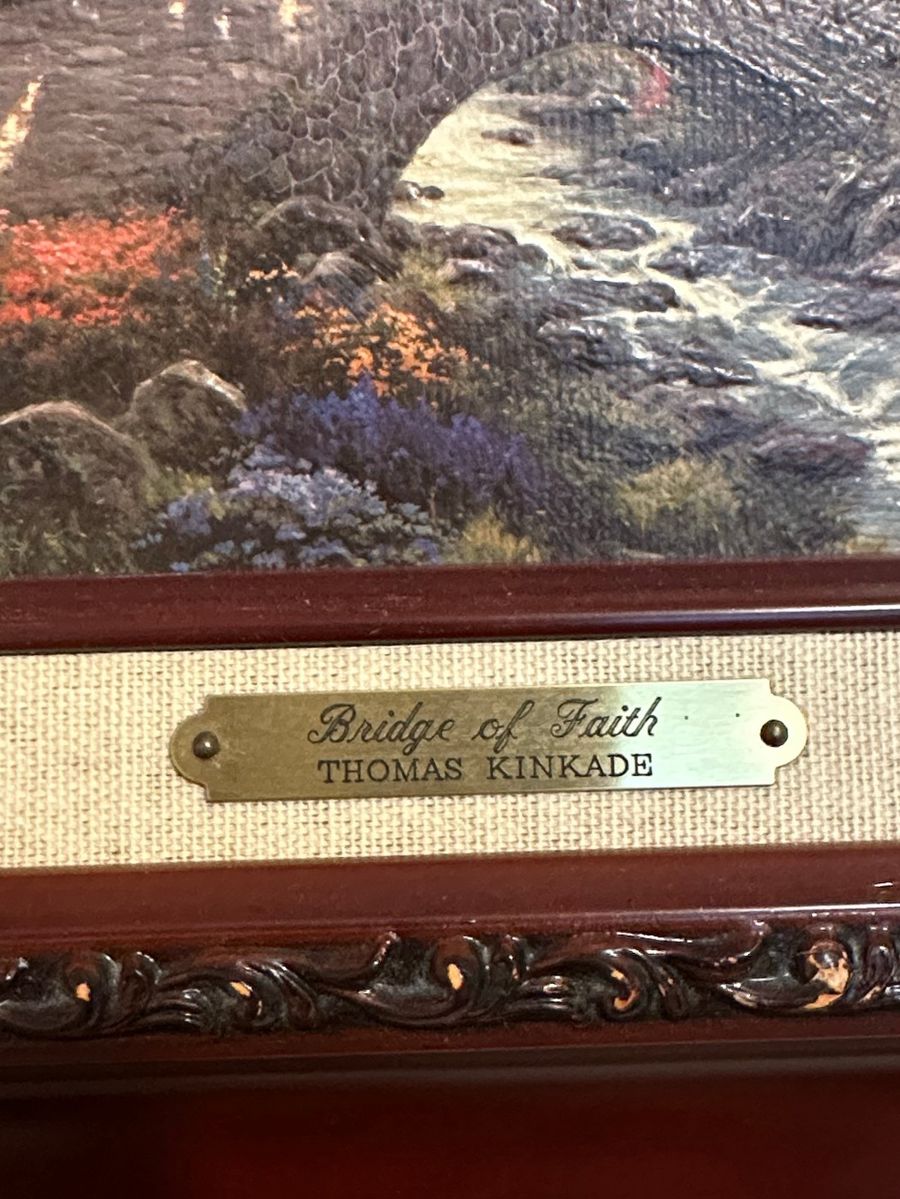 Bridge of Faith
THOMAS KINKADE